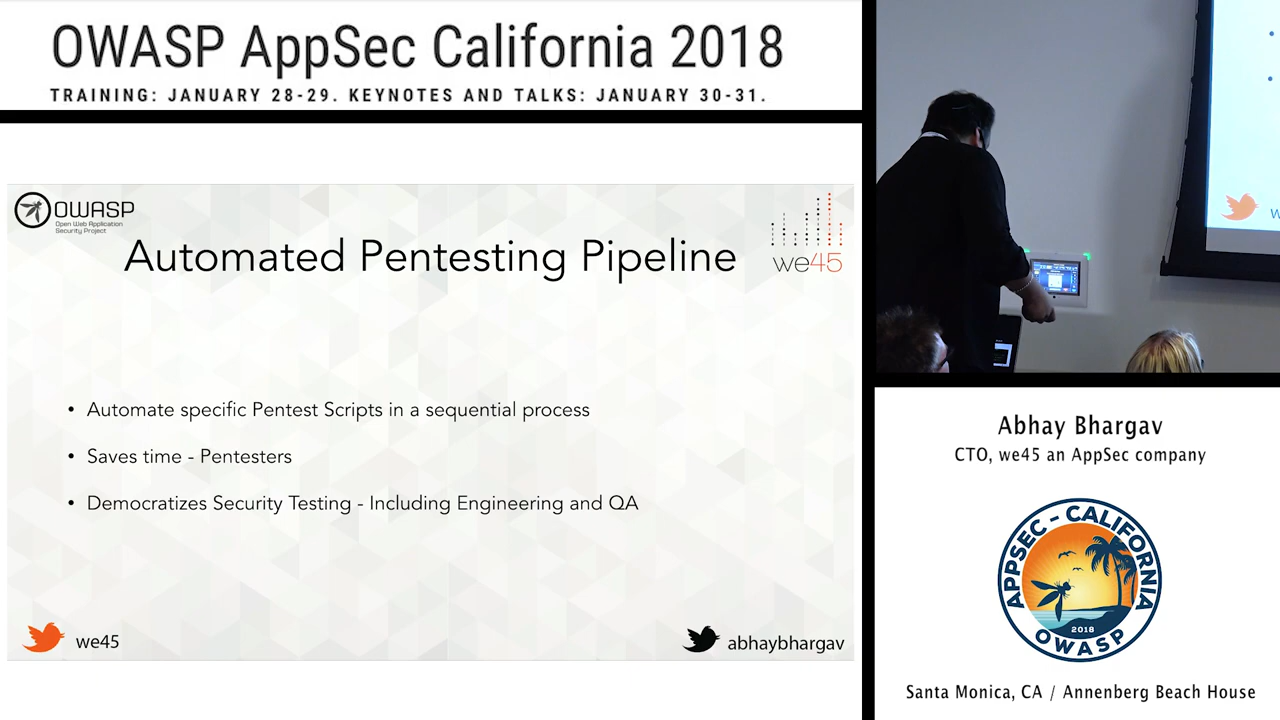 OWASP AppSec California 2018
TRAINING: JANUARY 28-29. KEYNOTES AND TALKS: JANUARY 30-31.
OWASP
Open Web Application
Security Project
we45
Automated Pentesting Pipeline
• Automate specific Pentest Scripts in a sequential process
• Saves time - Pentesters
• Democratizes Security Testing - Including Engineering and QA
we45
abhaybhargav
Abhay Bhargav
CTO, we45 an AppSec company
APPSEC - CALIFORNIA
2018
OWASP
Santa Monica, CA / Annenberg Beach House